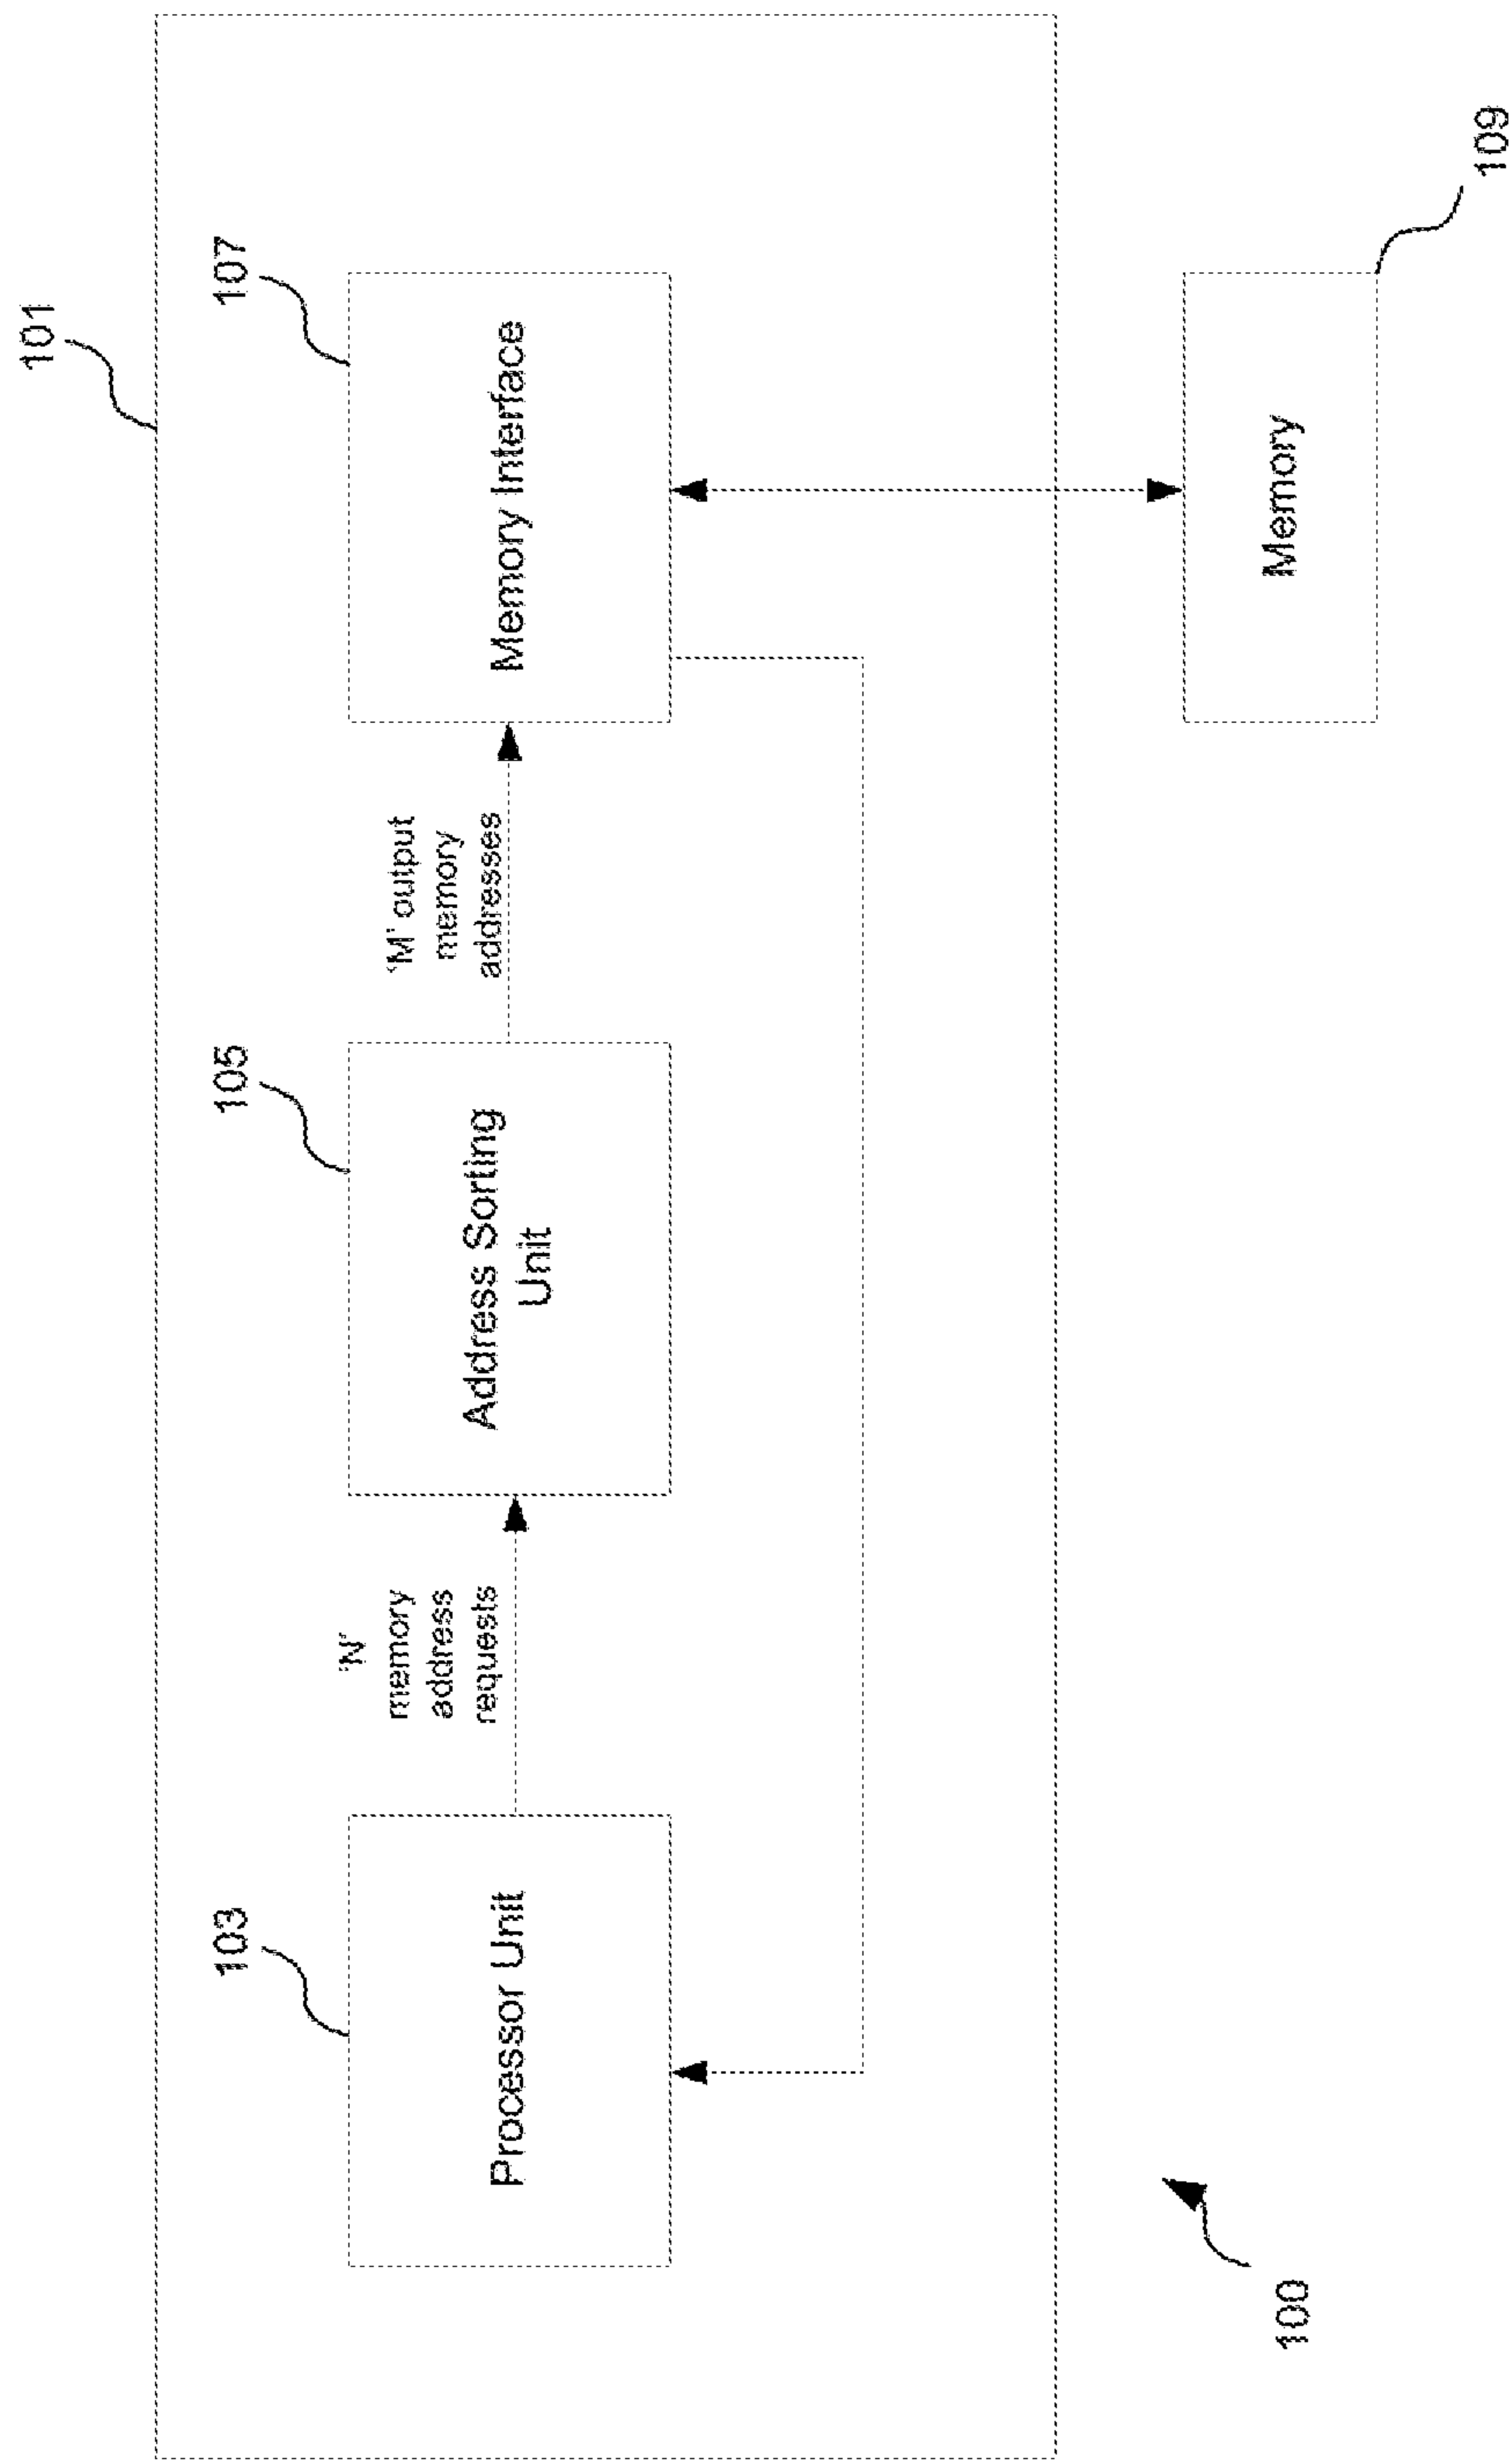 101
103
105
107
Processor Unit
'N'
memory
address
requests
Address Sorting
Unit
'M' output
memory
addresses
Memory Interface
Memory
109
100